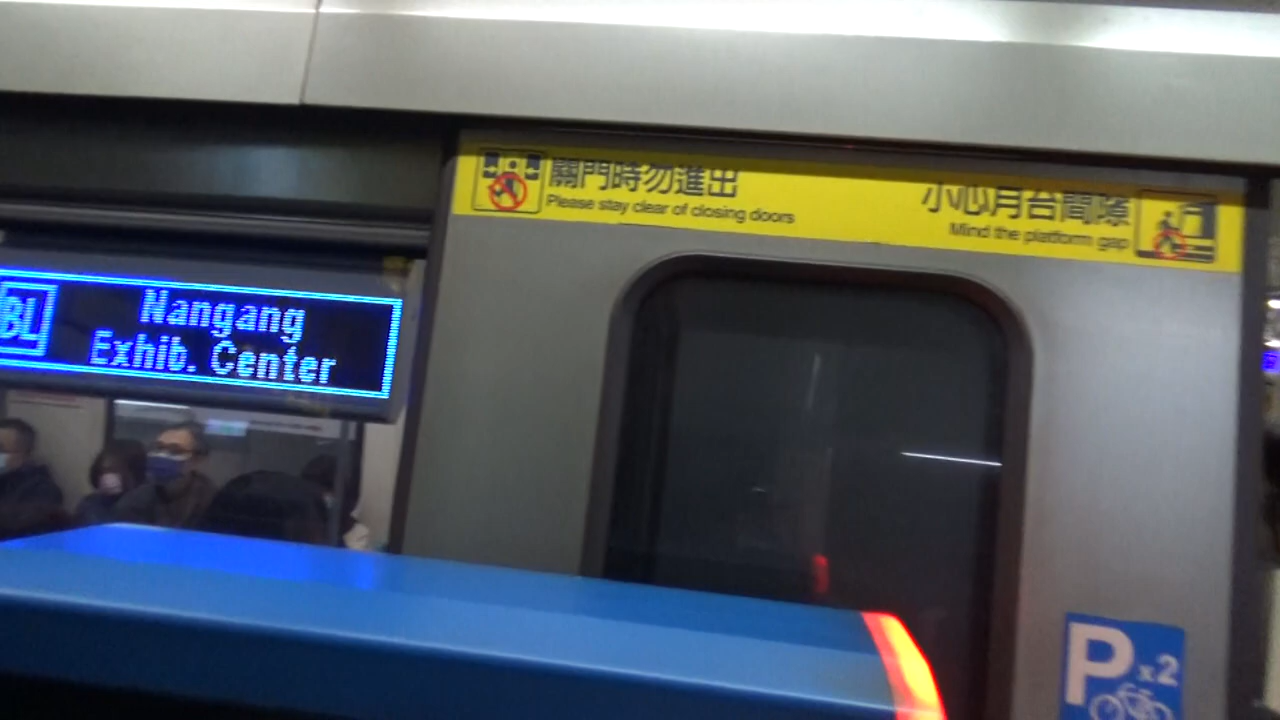 關門時勿進出
Please stay clear of closing doors
小心月台間隙
Mind the platform gap
BL
Nangang
Exhib. Center
P x 2